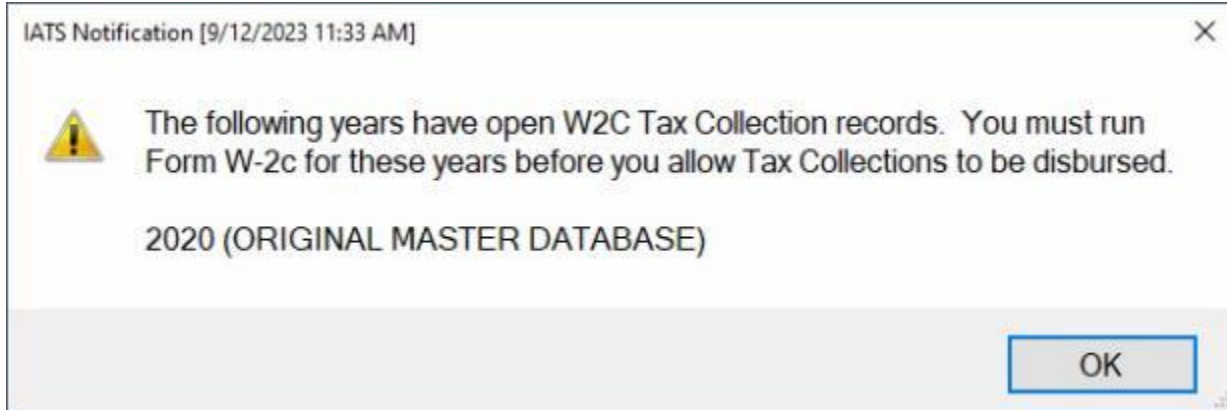 IATS Notification [9/12/2023 11:33 AM]
The following years have open W2C Tax Collection records.  You must run
Form W-2c for these years before you allow Tax Collections to be disbursed.
2020 (ORIGINAL MASTER DATABASE)
OK